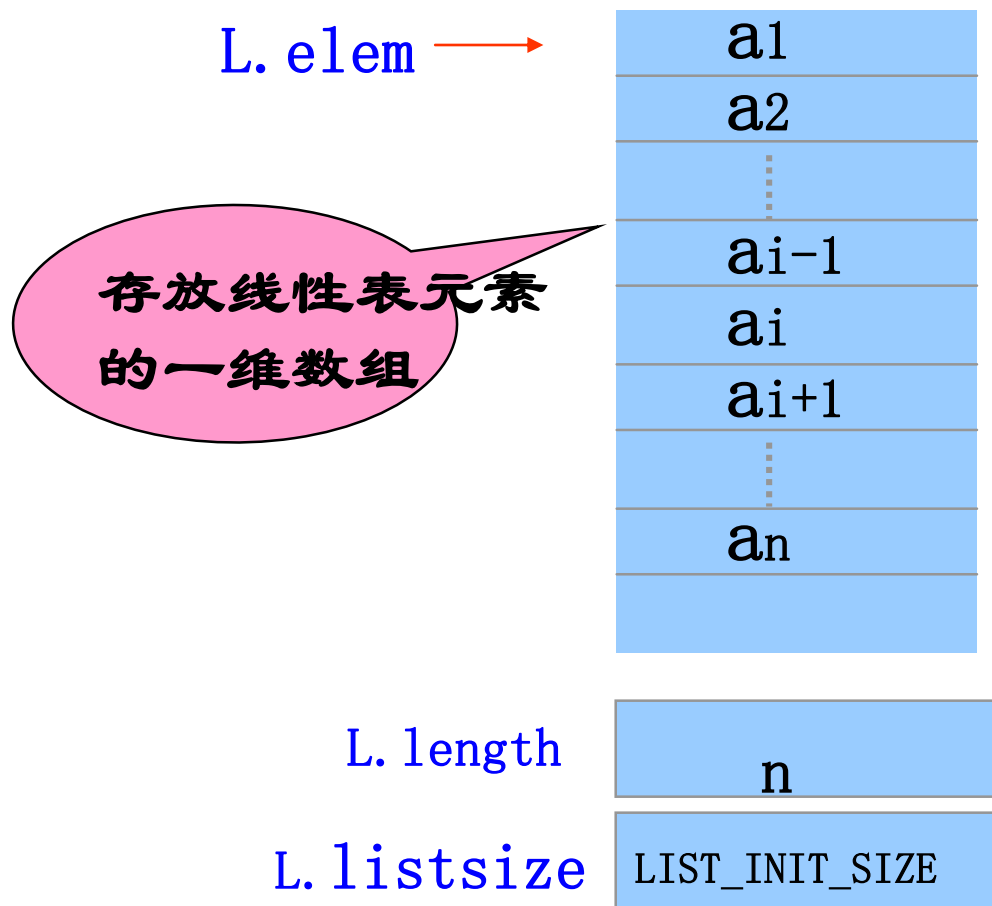 L.elem
a1
a2
ai-1
存放线性表元素
的一维数组
ai
ai+1
an
L.length
n
L.listsize
LIST_INIT_SIZE